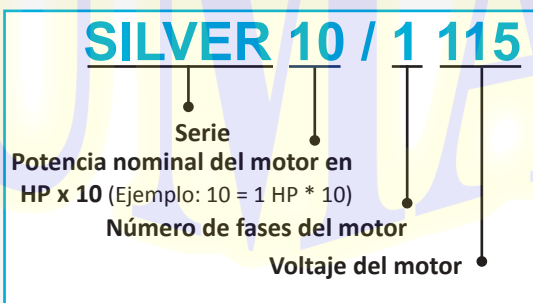 SILVER 10 / 1 115
Serie
Potencia nominal del motor en
HP x 10 (Ejemplo: 10 = 1 HP * 10)
Número de fases del motor
Voltaje del motor